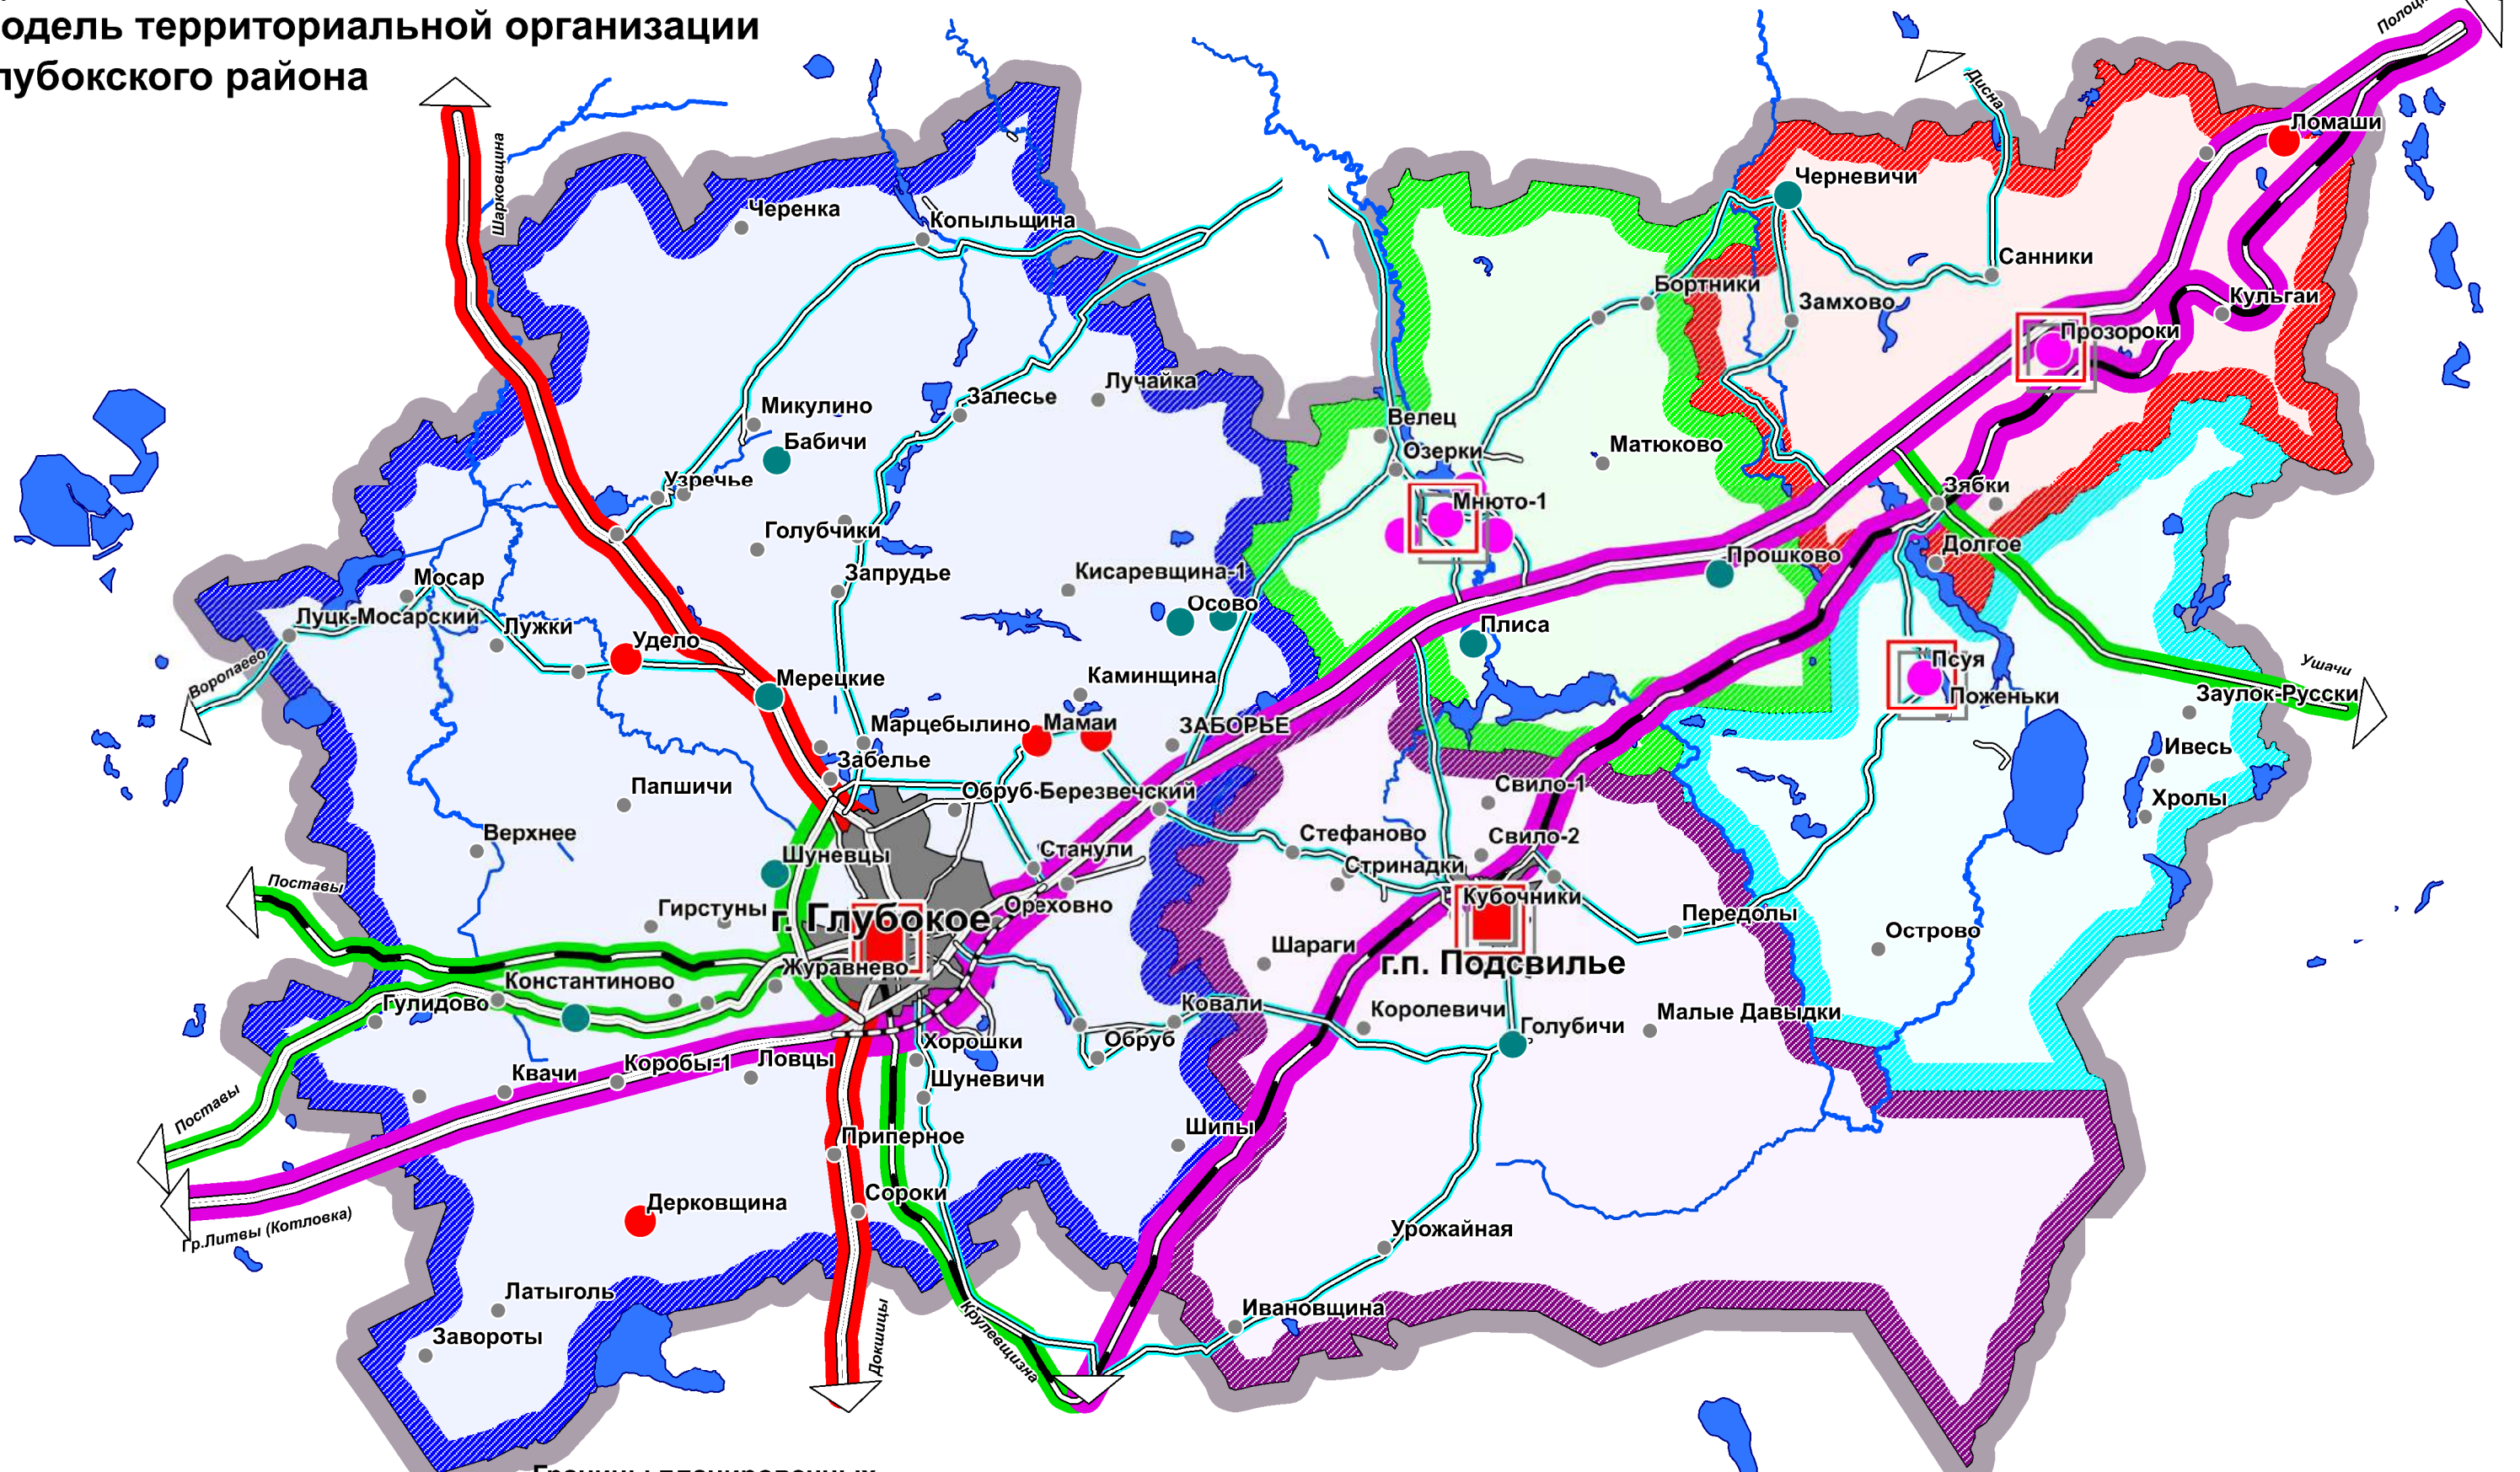 одель территориальной организации
лубокского района
Полоцк
Дисна
Шарковщина
Ломаши
Черневичи
Черенка
Копыльщина
Санники
Бортники
Замхово
Кульгаи
Прозороки
Лучайка
Залесье
Микулино
Велец
Бабичи
Матюково
Озерки
Узречье
Зябки
Мнюто-1
Голубчики
Долгое
Прошково
Запрудье
Кисаревщина-1
Мосар
Осово
Луцк-Мосарский
Лужки
Плиса
Удело
Псуя
Ушачи
Воропаево
Мерецкие
Каминщина
Поженьки
Заулок-Русски
Марцебылино
Мамаи
ЗАБОРЬЕ
Ивесь
Забелье
Папшичи
Обруб-Березвечский
Свило-1
Хролы
Верхнее
Стефаново
Свило-2
Шуневцы
Станули
Стринадки
Поставы
Кубочники
Гирстуны
г. Глубокое
Ореховно
Передолы
Острово
Шараги
г.п. Подсвилье
Журавнево
Константиново
Гулидово
Ковали
Королевичи
Малые Давыдки
Голубичи
Хорошки
Обруб
Ловцы
Коробы-1
Квачи
Шуневичи
Поставы
Шипы
Приперное
Сороки
Дерковщина
Гр.Литвы (Котловка)
Урожайная
Латыголь
Ивановщина
Завороты
Докшицы
Крулевщизна
Границы планировочных